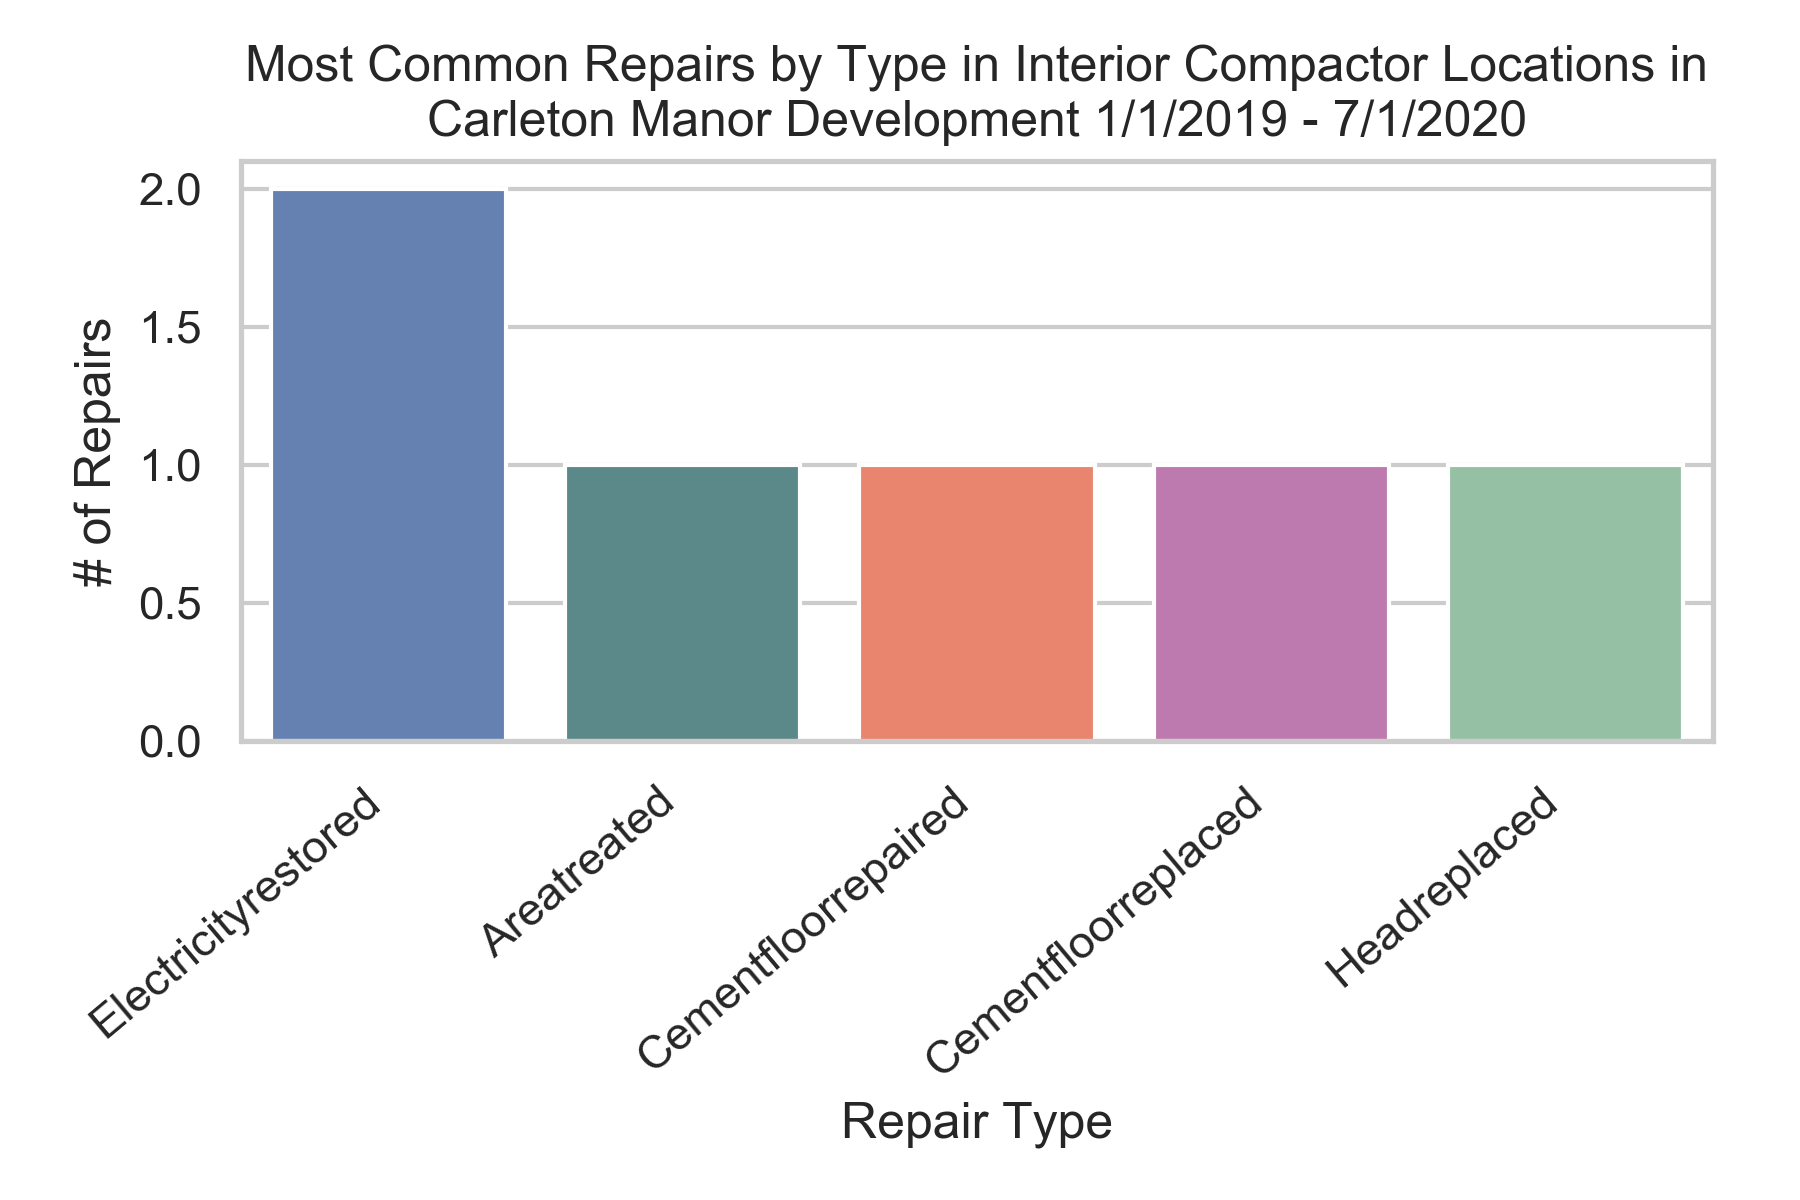 Most Common Repairs by Type in Interior Compactor Locations in
Carleton Manor Development 1/1/2019 - 7/1/2020
# of Repairs
2.0
1.5
1.0
0.5
0.0
Electricityrestored
Areatreated
Cementfloorrepaired
Cementfloorreplaced
Headreplaced
Repair Type